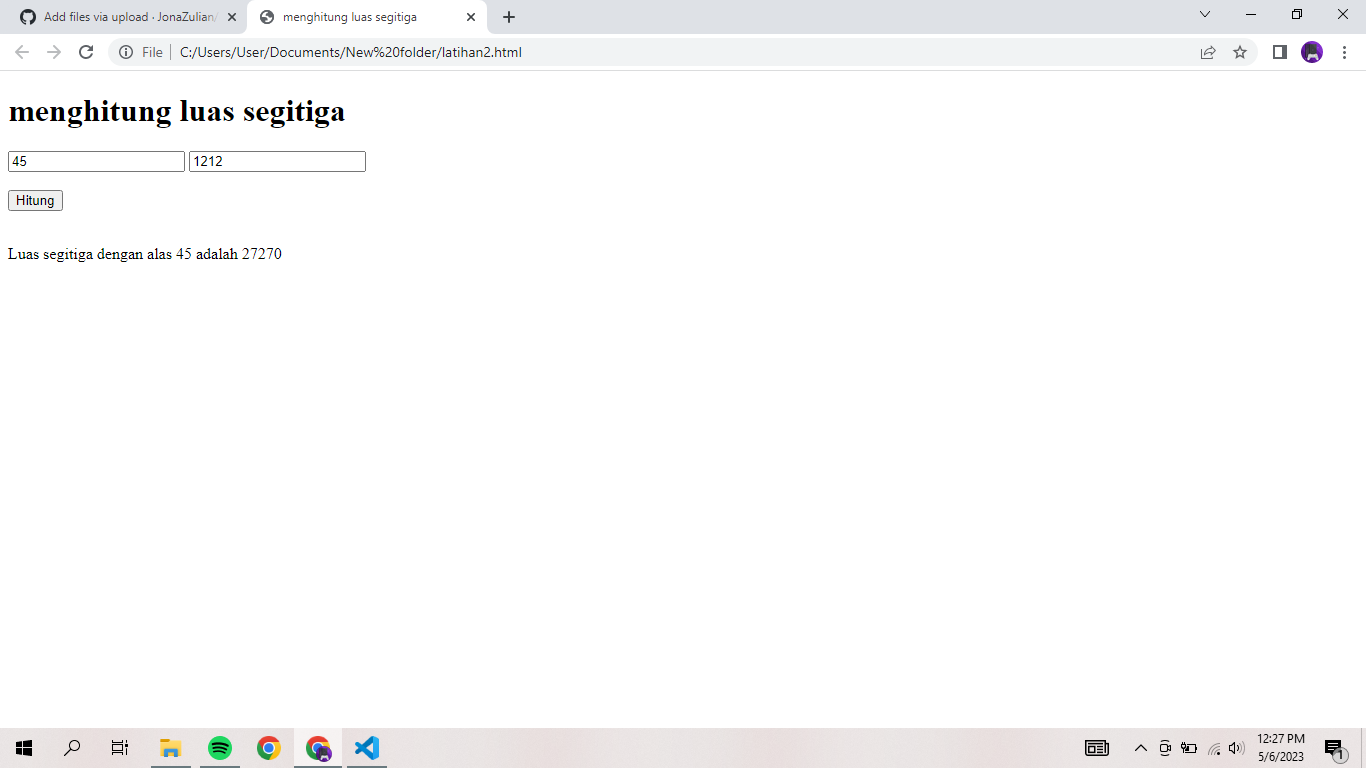 Add files via upload · JonaZulian/
menghitung luas segitiga
File
C:/Users/User/Documents/New%20folder/latihan2.html
menghitung luas segitiga
45 1212
Hitung
Luas segitiga dengan alas 45 adalah 27270
12:27 PM
5/6/2023
1